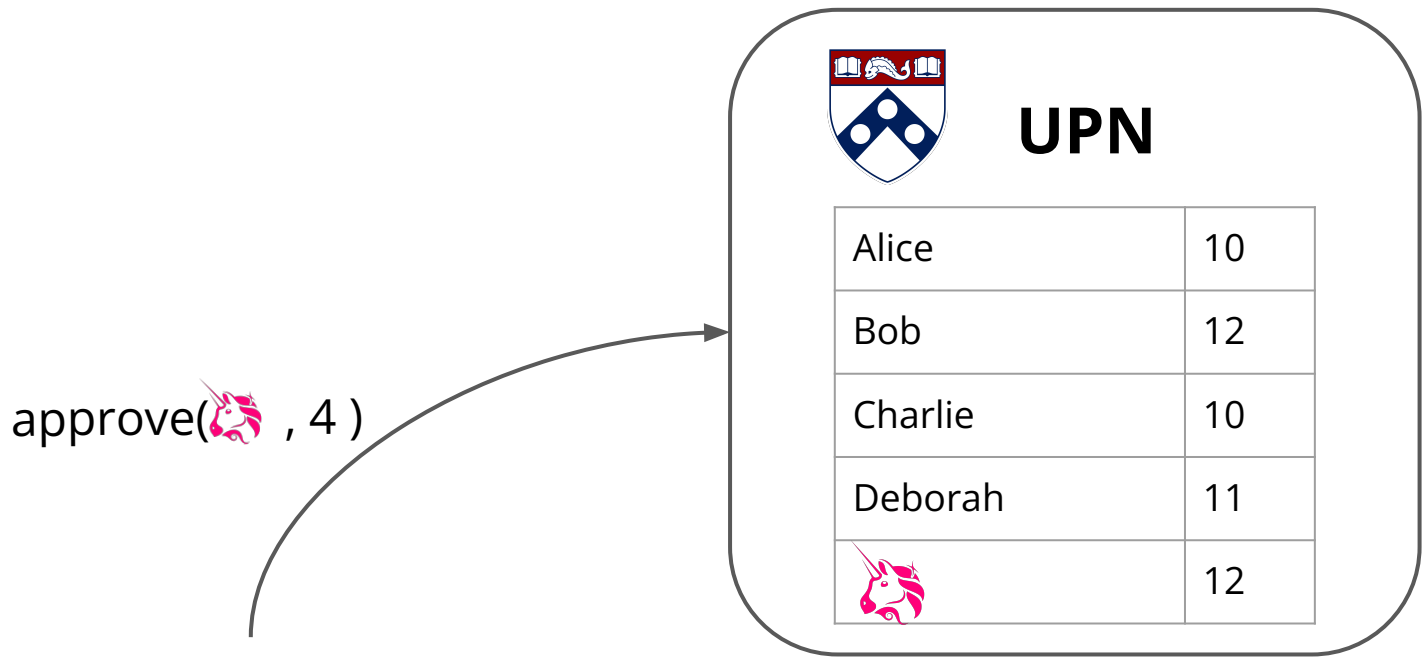 UPN
Alice 10
Bob 12
approve( , 4 )
Charlie 10
Deborah 11
12